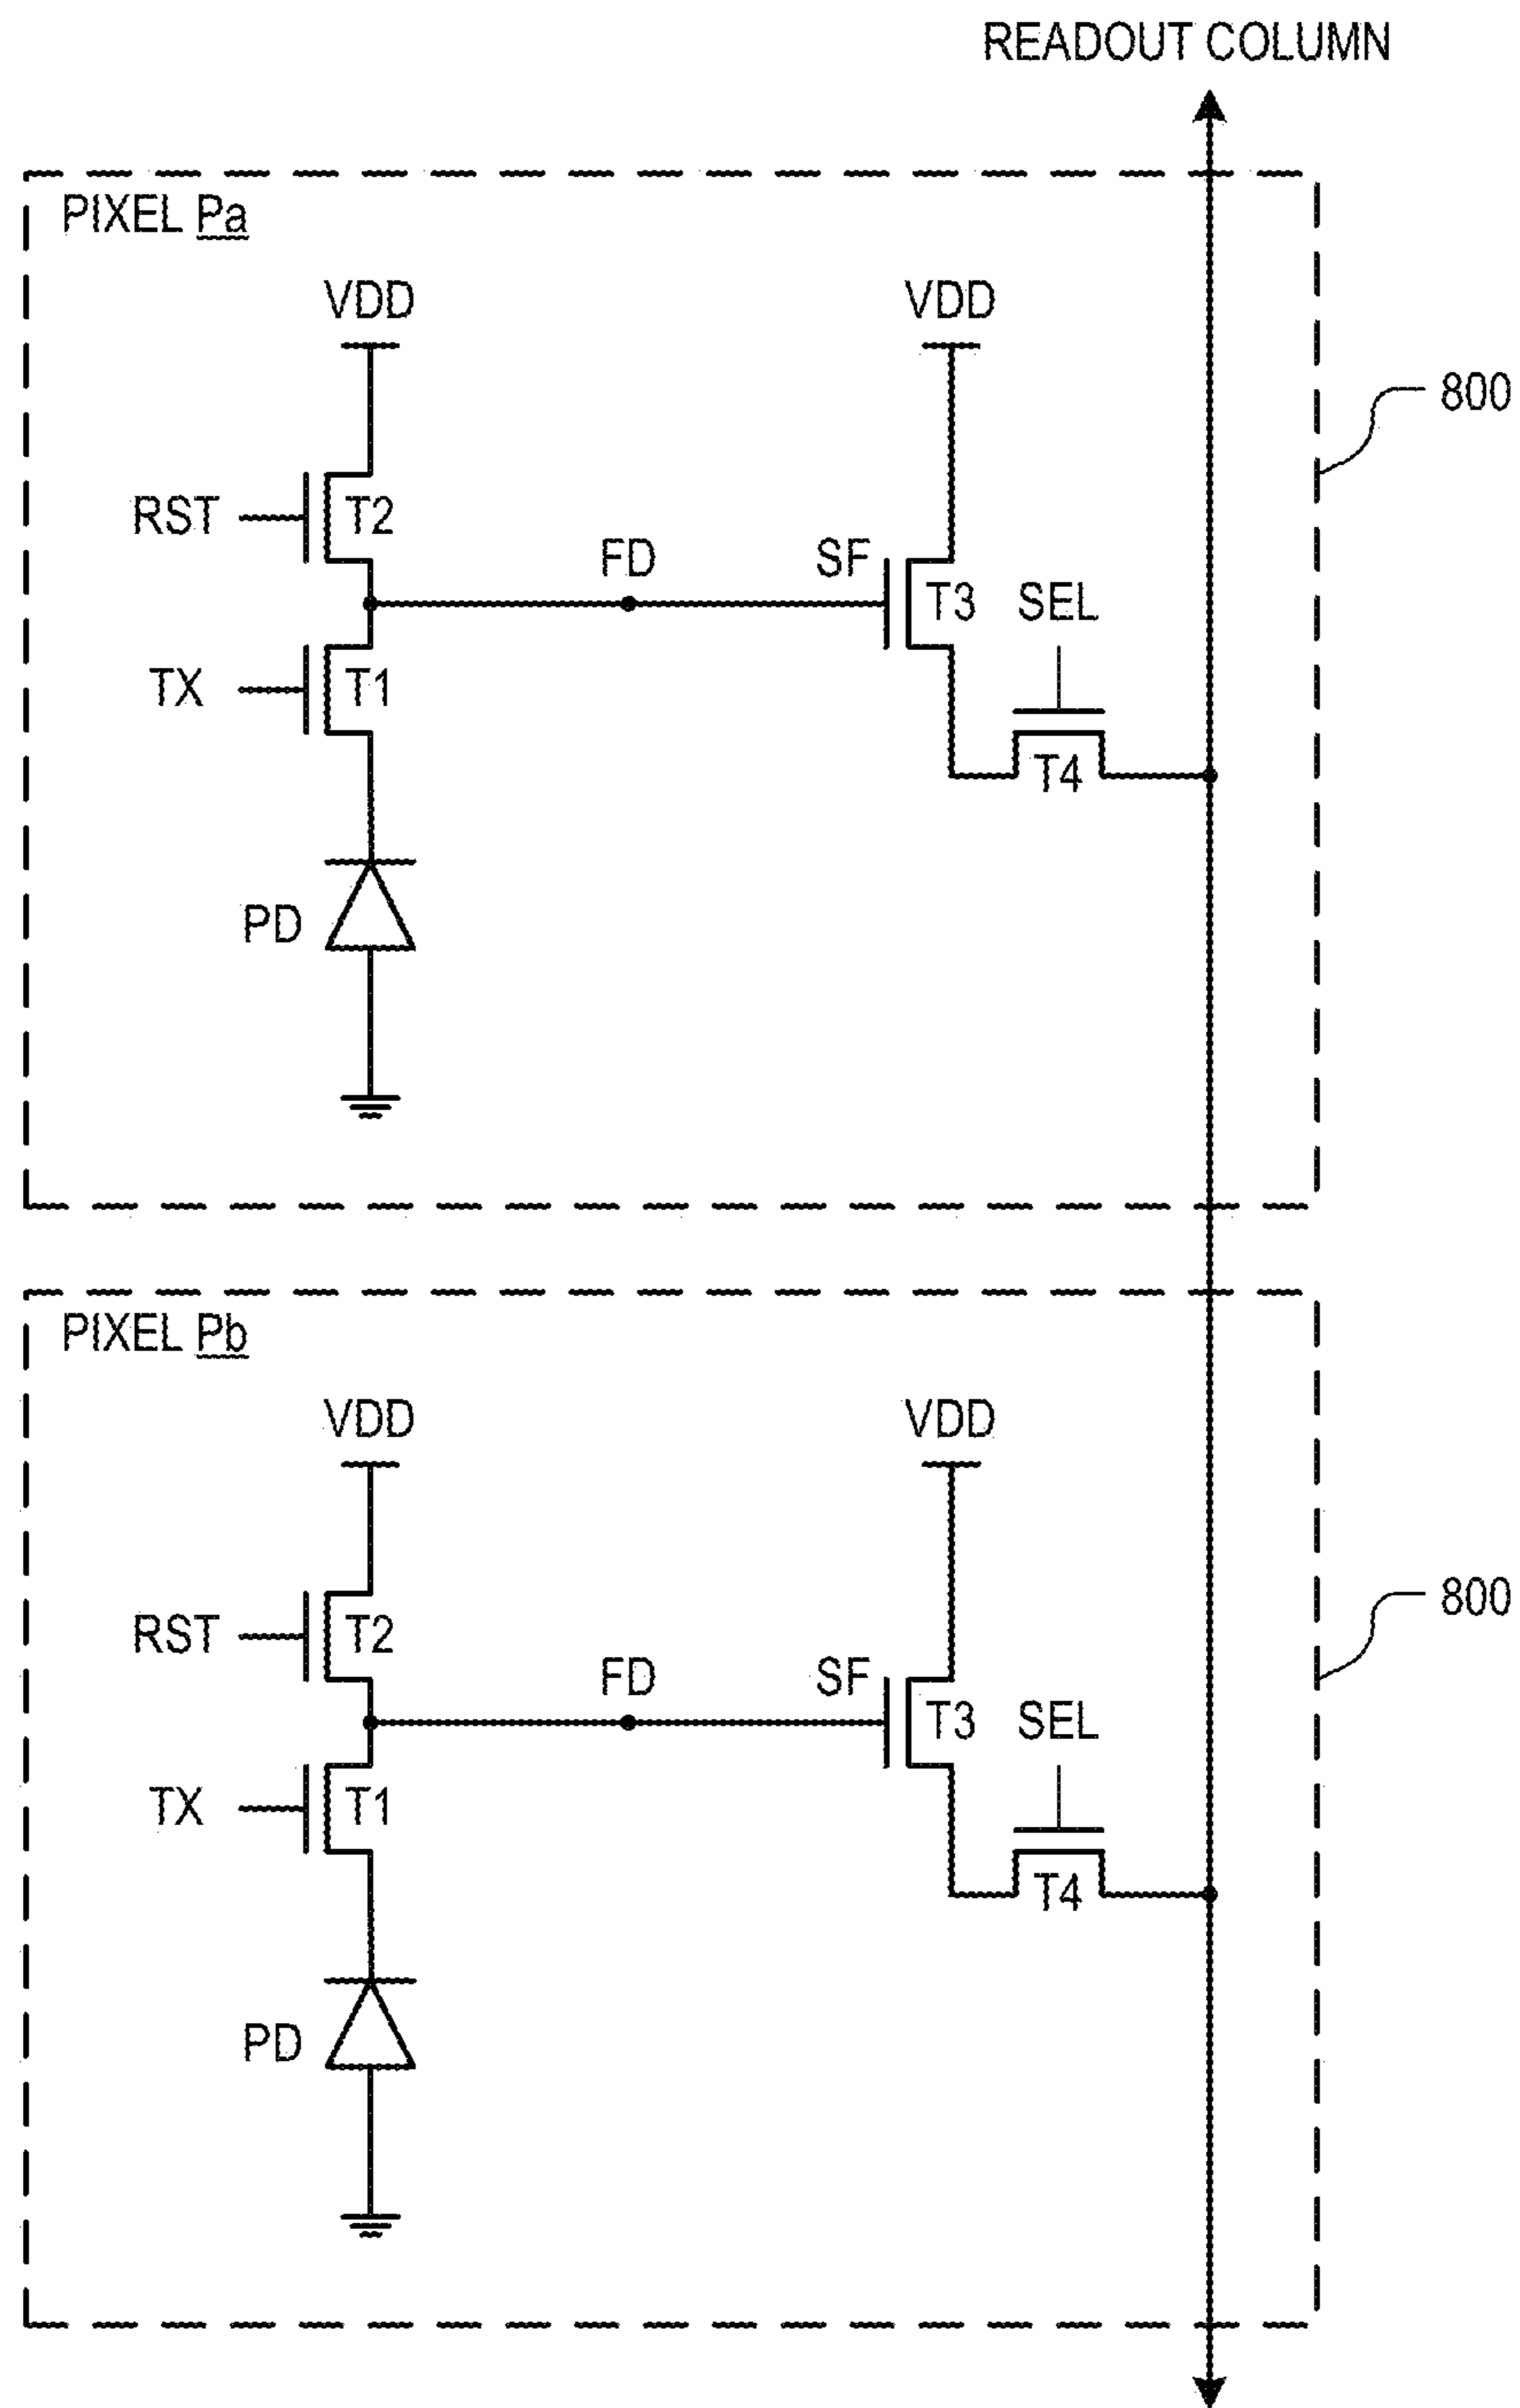 READOUT COLUMN
PIXEL Pa
VDD
VDD
800
RST
T2
FD
SF
T3
SEL
TX
T1
T4
PD
PIXEL Pb
VDD
VDD
800
RST
T2
FD
SF
T3
SEL
TX
T1
T4
PD